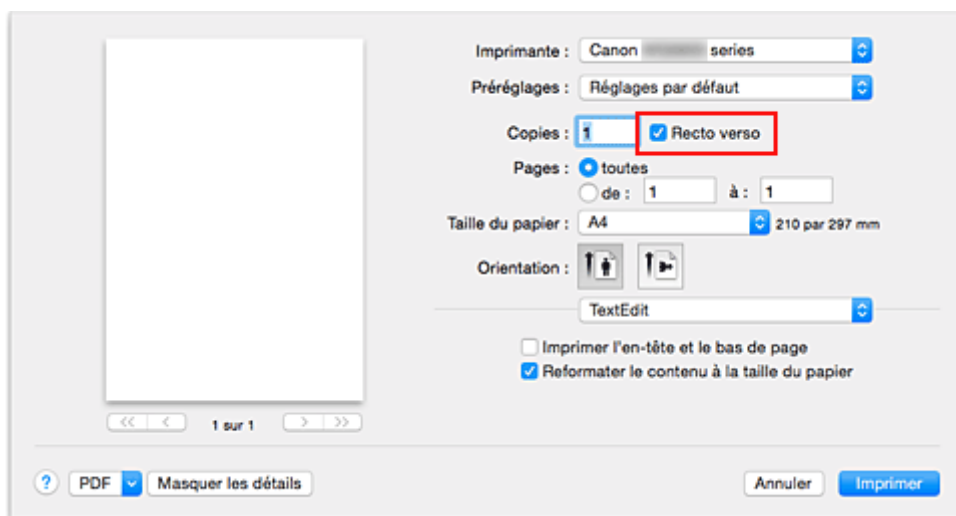 Imprimante : Canon series
Préréglages : Réglages par défaut
Copies : 1 Recto verso
Pages : toutes
de : 1 à : 1
Taille du papier : A4 210 par 297 mm
Orientation :
TextEdit
Imprimer l'en-tête et le bas de page
Reformater le contenu à la taille du papier
<< < 1 sur 1 > >>
? PDF Masquer les détails Annuler Imprimer